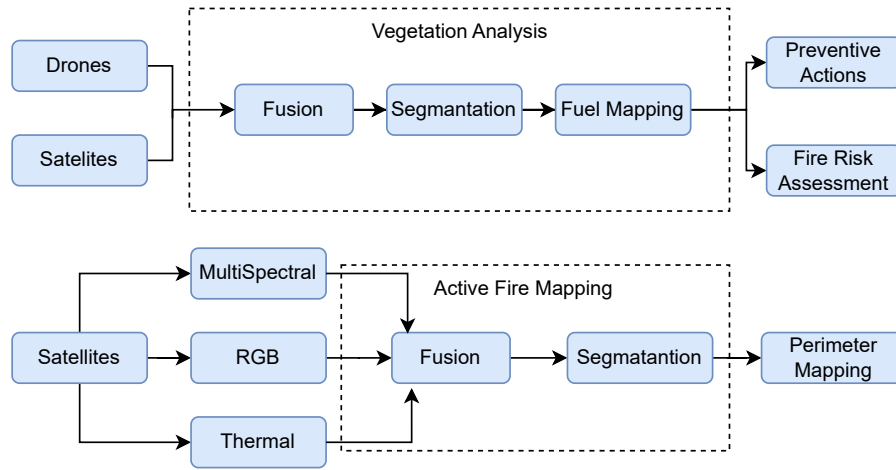 Vegetation Analysis
Drones
Satelites
Fusion
Segmantation
Fuel Mapping
Preventive
Actions
Fire Risk
Assessment
Active Fire Mapping
Satellites
MultiSpectral
RGB
Thermal
Fusion
Segmatantion
Perimeter
Mapping